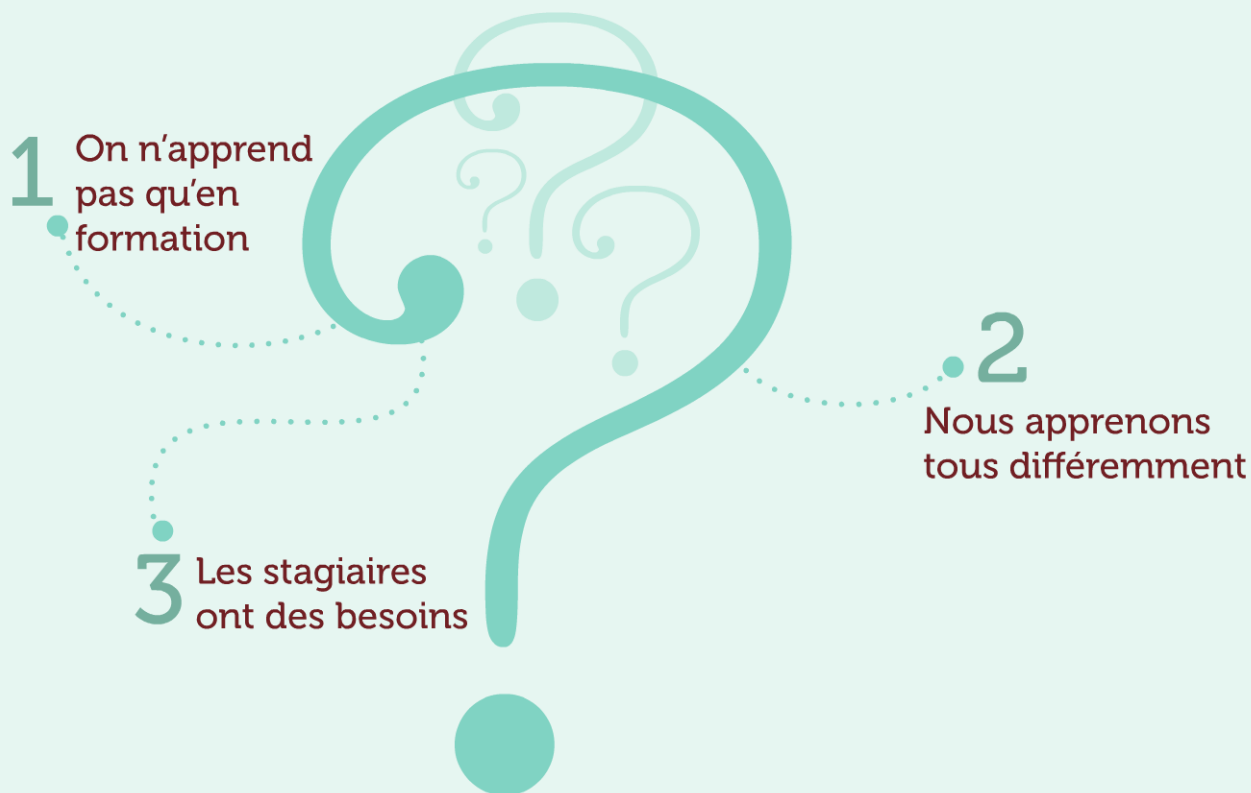 1
On n'apprend
pas qu'en
formation
2
Nous apprenons
tous différemment
3
Les stagiaires
ont des besoins